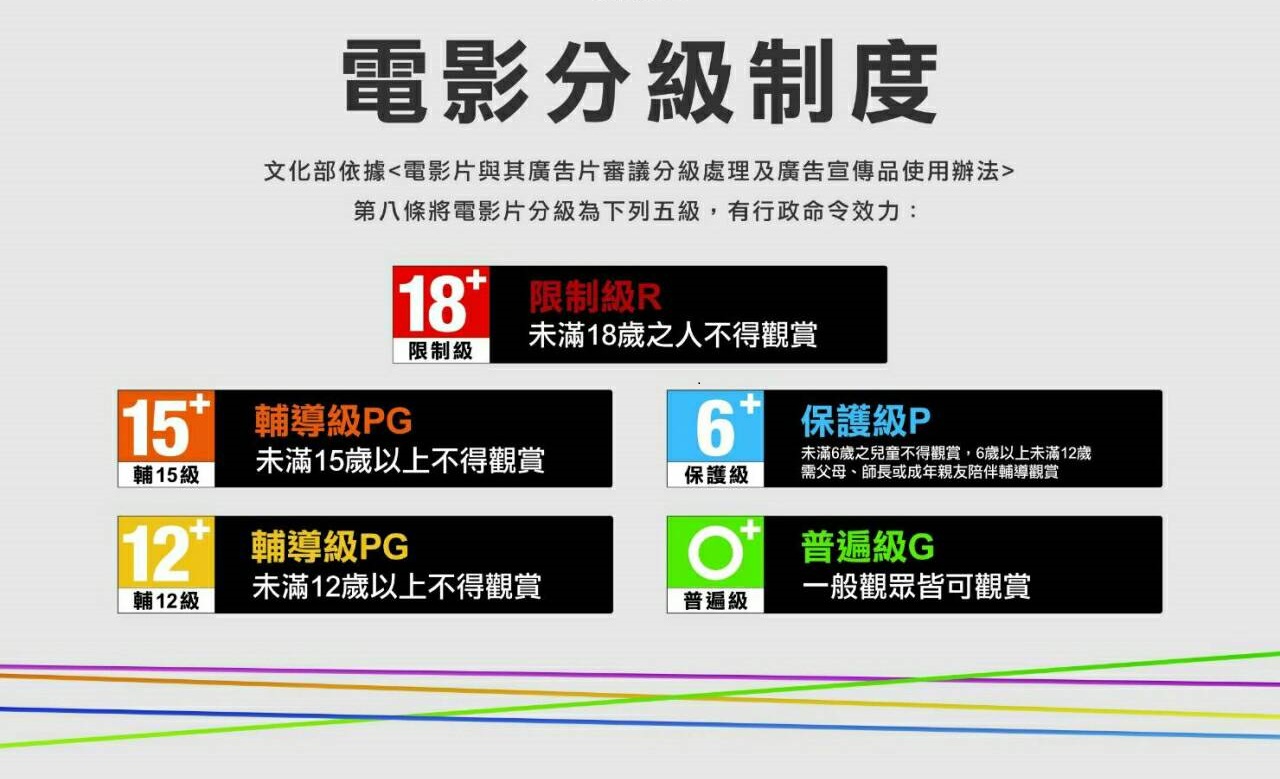 電影分級制度
文化部依據<電影片與其廣告片審議分級處理及廣告宣傳品使用辦法>
第八條將電影片分級為下列五級，有行政命令效力：
18+
限制級
限制級R
未滿18歲之人不得觀賞
15+
輔15級
輔導級PG
未滿15歲以上不得觀賞
6+
保護級
保護級P
未滿6歲之兒童不得觀賞，6歲以上未滿12歲
需父母、師長或成年親友陪伴輔導觀賞
12+
輔12級
輔導級PG
未滿12歲以上不得觀賞
0+
普遍級
普遍級G
一般觀眾皆可觀賞